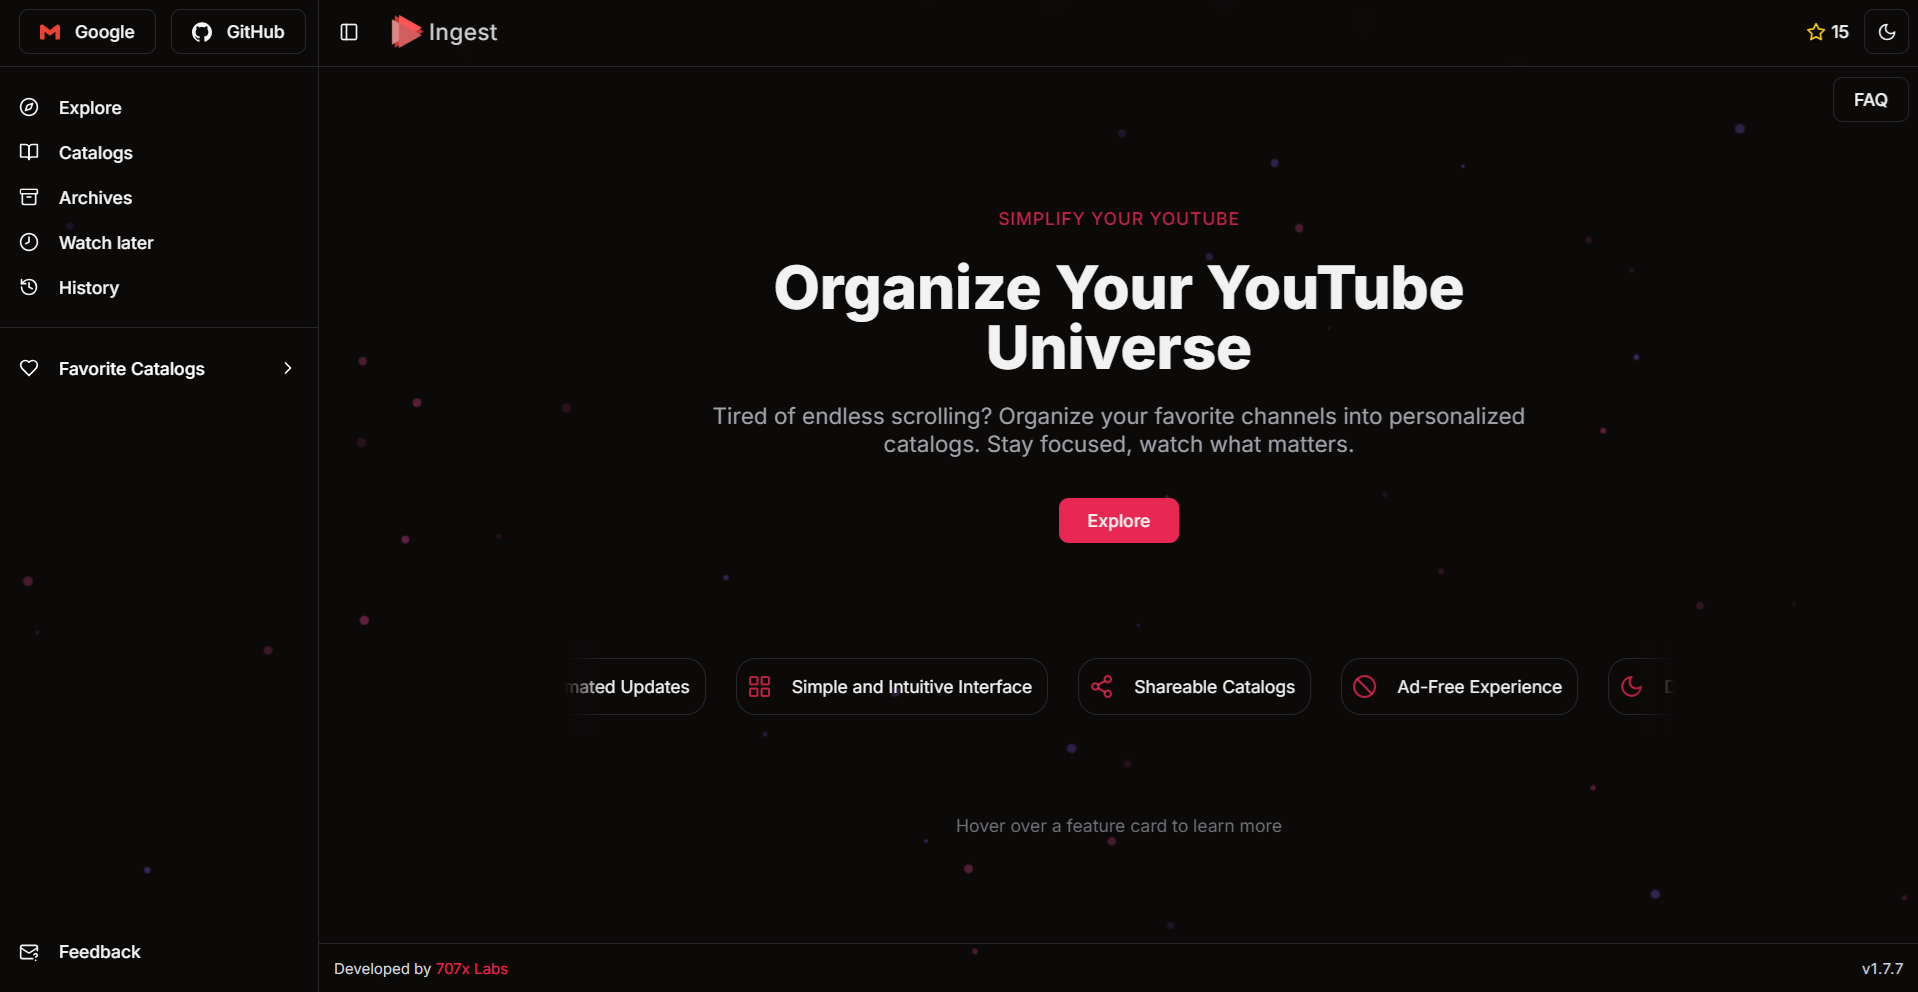 Google
GitHub
Ingest
15
Explore
Catalogs
Archives
Watch later
History
Favorite Catalogs
Feedback
FAQ
SIMPLIFY YOUR YOUTUBE
Organize Your YouTube
Universe
Tired of endless scrolling? Organize your favorite channels into personalized
catalogs. Stay focused, watch what matters.
Explore
Updates
Simple and Intuitive Interface
Shareable Catalogs
Ad-Free Experience
Hover over a feature card to learn more
Developed by 707x Labs
v1.7.7